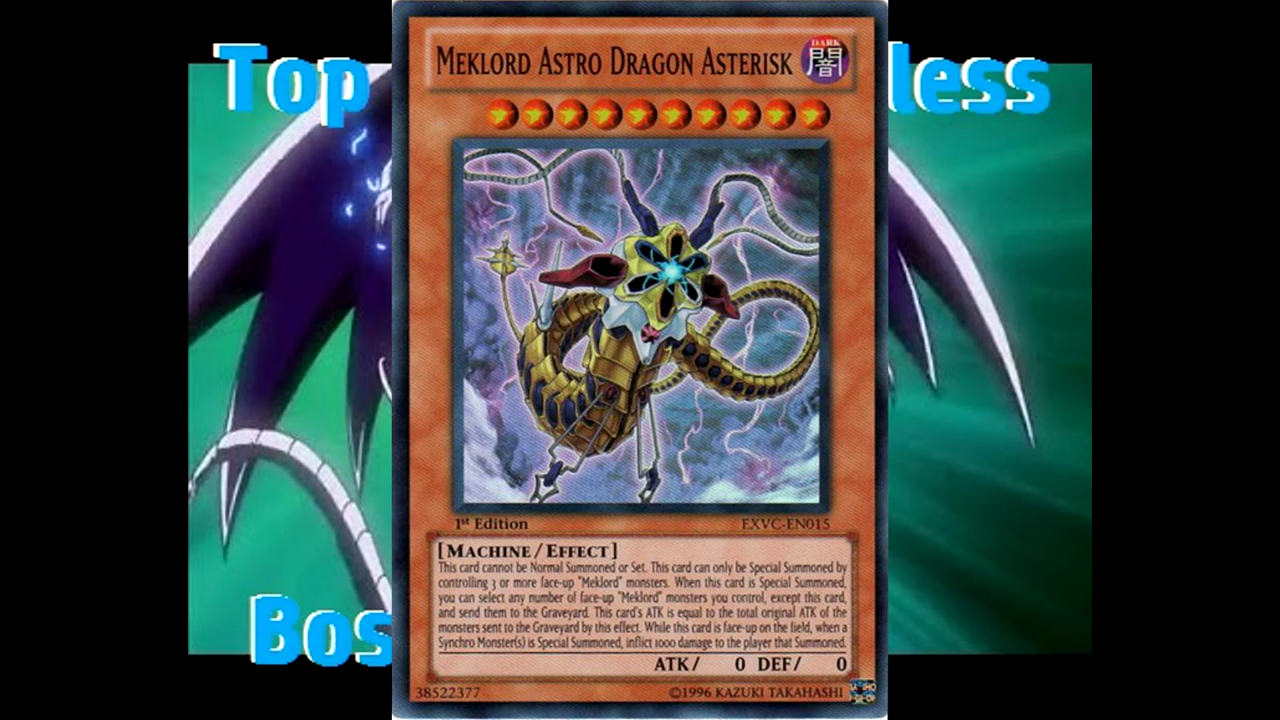 Top
less
MEKLORD ASTRO DRAGON ASTERISK
DARK
闇
1st Edition
EXVC-EN015
[MACHINE/EFFECT]
This card cannot be Normal Summoned or Set. This card can only be Special Summoned by
controlling 3 or more face-up "Meklord" monsters. When this card is Special Summoned,
you can select any number of face-up "Meklord" monsters you control, except this card,
and send them to the Graveyard. This card's ATK is equal to the total original ATK of the
monsters sent to the Graveyard by this effect. While this card is face-up on the field, when a
Synchro Monster(s) is Special Summoned, inflict 1000 damage to the player that Summoned.
ATK/ 0 DEF/ 0
Bos
38522377
©1996 KAZUKI TAKAHASHI